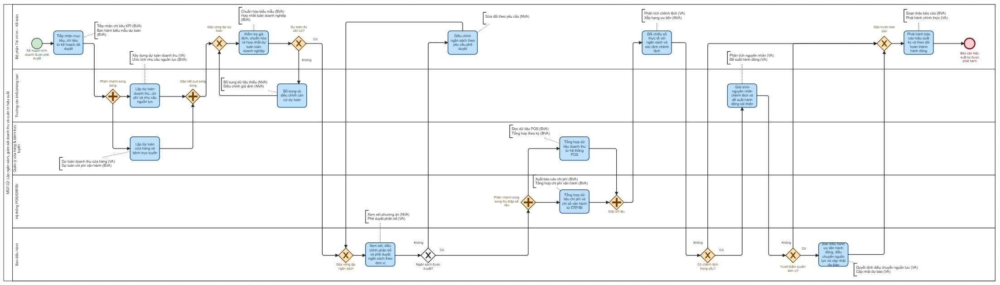 MGT-02: Lập ngân sách, giám sát doanh thu và quản trị hiệu suất
Bộ phận Tài chính – Kế toán
Kế hoạch kinh
doanh được phê
duyệt
Tiếp nhận mục
tiêu, chỉ tiêu
từ kế hoạch đã
duyệt
Tiếp nhận chỉ tiêu KPI (BVA)
Ban hành biểu mẫu dự toán
(BVA)
Gộp vòng lặp dự
toán
Chuẩn hóa biểu mẫu (BVA)
Hợp nhất toàn doanh nghiệp
(BVA)
Kiểm tra giả
định, chuẩn hóa
và hợp nhất dự
toán toàn
doanh nghiệp
Dự toán đủ
căn cứ?
Có
Không
Điều chỉnh
ngân sách theo
yêu cầu phê
duyệt
Sửa đổi theo yêu cầu (NVA)
Phân tích chênh lệch (VA)
Xếp hạng ưu tiên (NVA)
Đối chiếu số
thực tế với
ngân sách và
xác định chênh
lệch
Gộp trước báo
cáo
Soạn thảo báo cáo (BVA)
Phát hành chính thức (VA)
Phát hành báo
cáo hiệu suất
kỳ và theo dõi
hoàn thành
hành động
Báo cáo hiệu
suất kỳ được
phát hành
Trưởng các khối/phòng ban
Phân nhánh song
song
Xây dựng dự toán doanh thu (VA)
Ước tính nhu cầu nguồn lực (BVA)
Lập dự toán
doanh thu, chi
phí và nhu cầu
nguồn lực
Gộp kết quả song
song
Bổ sung dữ liệu thiếu (NVA)
Điều chỉnh giả định (NVA)
Bổ sung và
điều chỉnh căn
cứ dự toán
Phân tích nguyên nhân (VA)
Đề xuất hành động (VA)
Giải trình
nguyên nhân
chênh lệch và
đề xuất hành
động cải thiện
Quản lý cửa hàng & kênh trực
tuyến
Lập dự toán
cửa hàng và
kênh trực tuyến
Dự toán doanh thu cửa hàng (VA)
Dự toán chi phí vận hành (BVA)
Đọc dữ liệu POS (BVA)
Tổng hợp theo kỳ (BVA)
Tổng hợp dữ
liệu doanh thu
từ hệ thống
POS
Hệ thống POS/ERP/BI
Phân nhánh song
song thu thập số
liệu
Xuất báo cáo chi phí (BVA)
Tổng hợp chi phí vận hành (BVA)
Tổng hợp dữ
liệu chi phí và
chỉ số vận hành
từ ERP/BI
Gộp số liệu
Ban điều hành
Gộp vòng lặp
ngân sách
Xem xét phương án (NVA)
Phê duyệt phân bổ (VA)
Xem xét, điều
chỉnh phân bổ
và phê duyệt
ngân sách theo
đơn vị
Không
Có
Ngân sách được
duyệt?
Không
Có
Có chênh lệch
trọng yếu?
Không
Có
Vượt thẩm quyền
đơn vị?
Ban điều hành
ưu tiên hành
động, điều
chuyển nguồn
lực và cập nhật
dự báo
Quyết định điều chuyển nguồn lực (VA)
Cập nhật dự báo (VA)